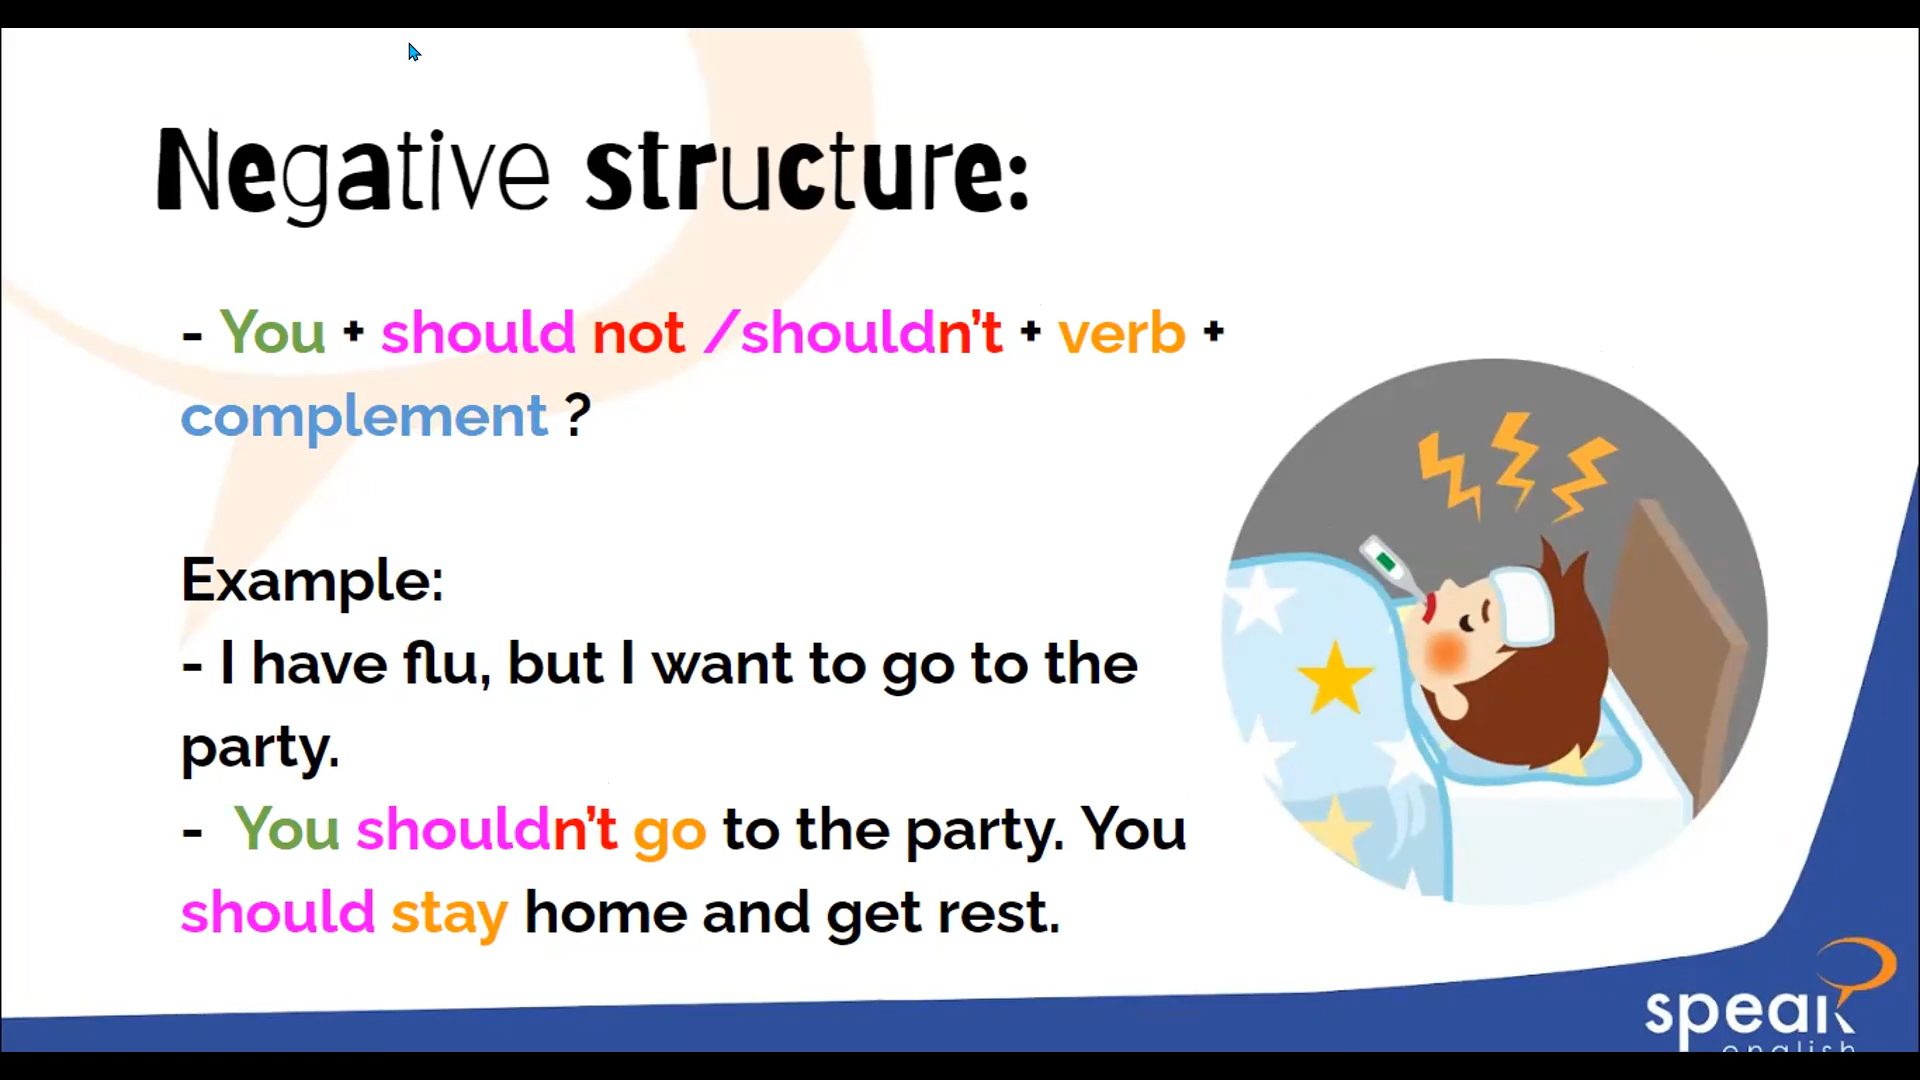 Negative structure:
- You + should not /shouldn’t + verb +
complement ?
Example:
- I have flu, but I want to go to the
party.
- You shouldn’t go to the party. You
should stay home and get rest.
speak
english